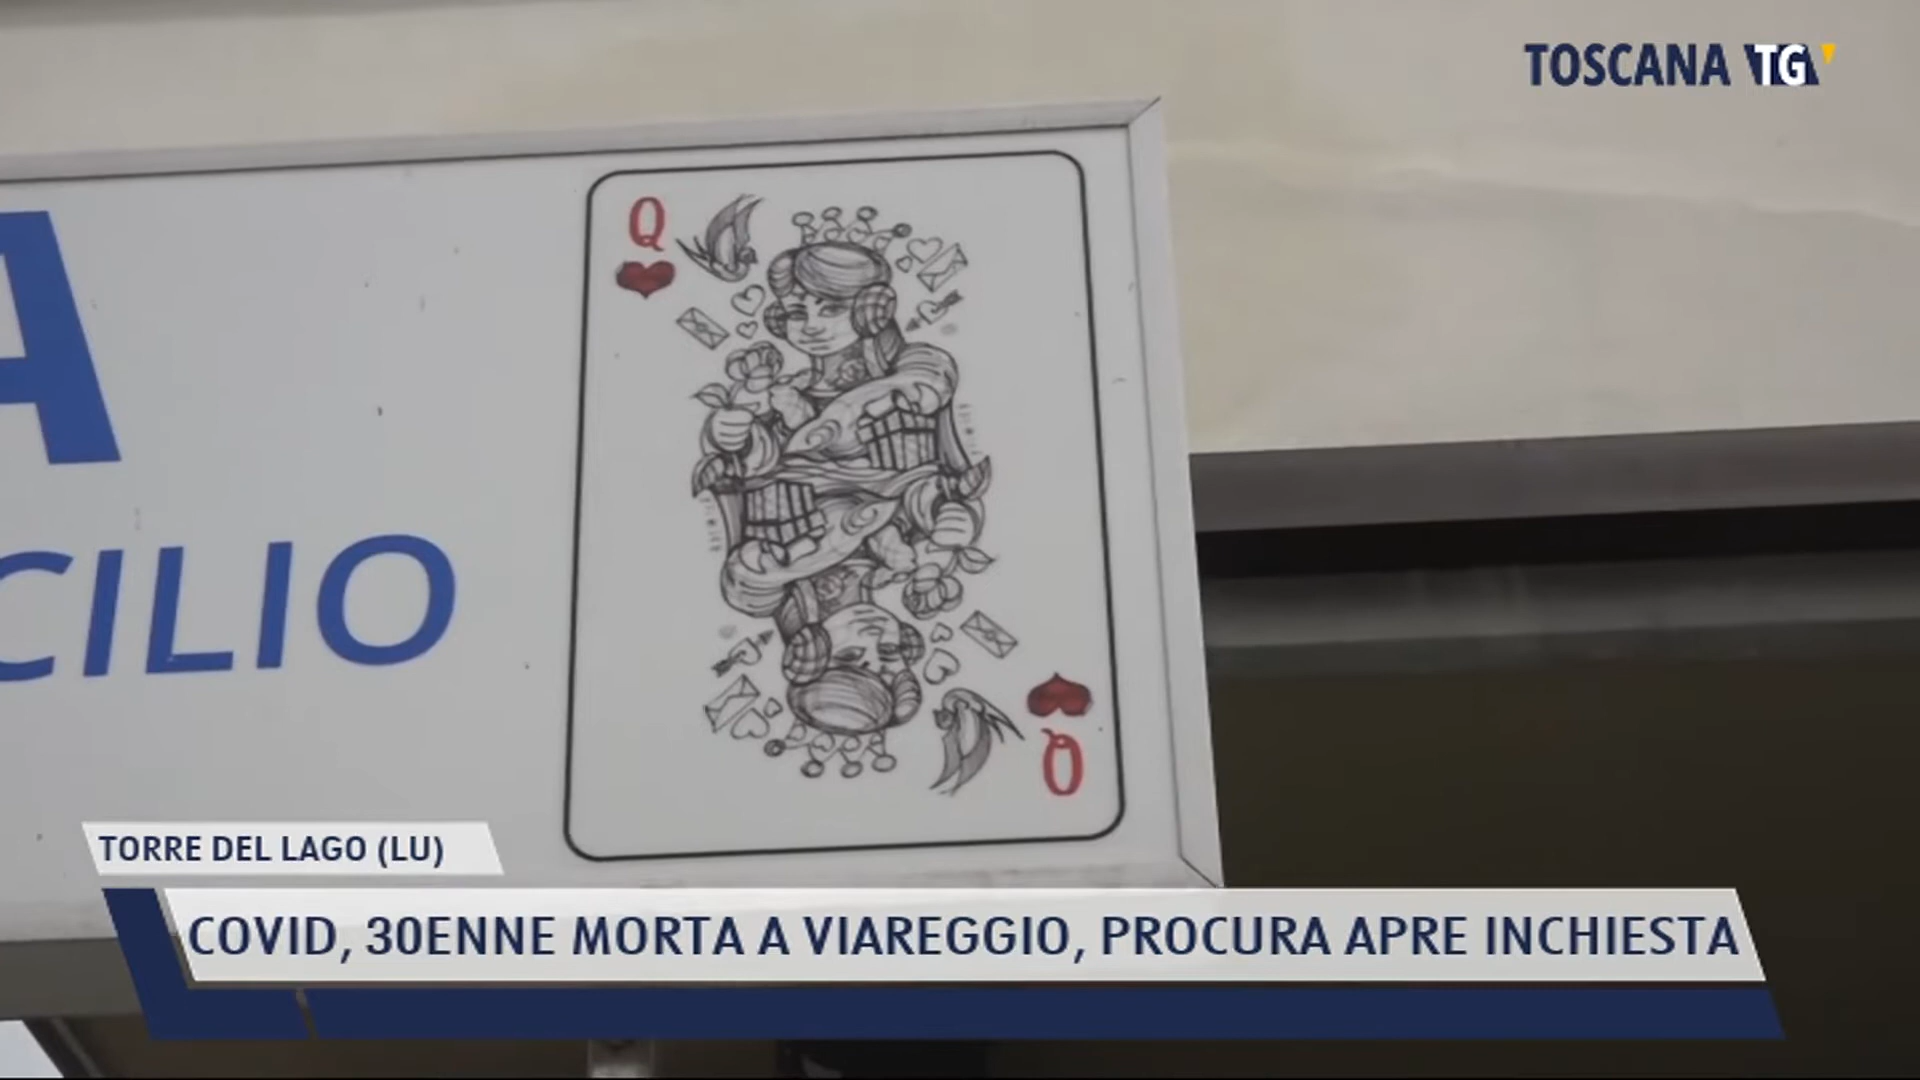 TOSCANA TG
A
CILIO
Q
Q
TORRE DEL LAGO (LU)
COVID, 30ENNE MORTA A VIAREGGIO, PROCURA APRE INCHIESTA